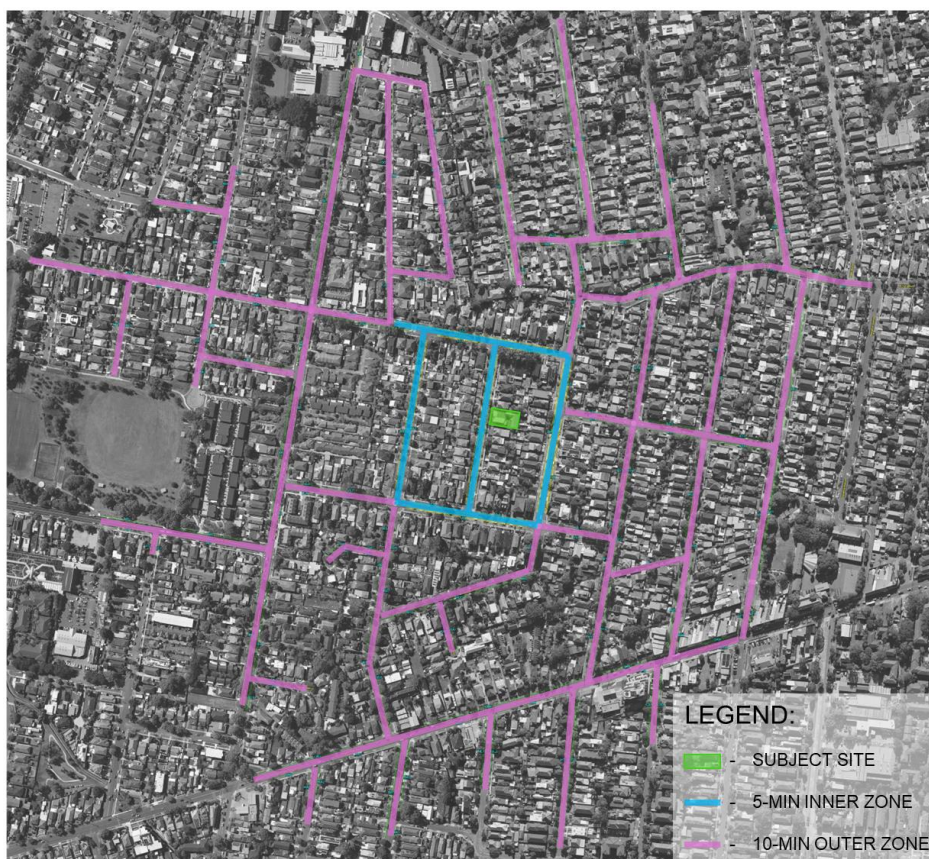 LEGEND:
- SUBJECT SITE
- 5-MIN INNER ZONE
- 10-MIN OUTER ZONE